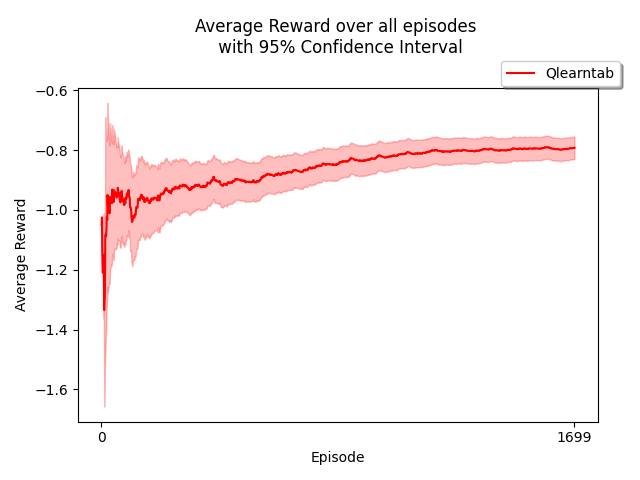 Average Reward over all episodes
with 95% Confidence Interval
Qlearntab
−0.6
−0.8
−1.0
−1.2
−1.4
−1.6
Average Reward
0
1699
Episode